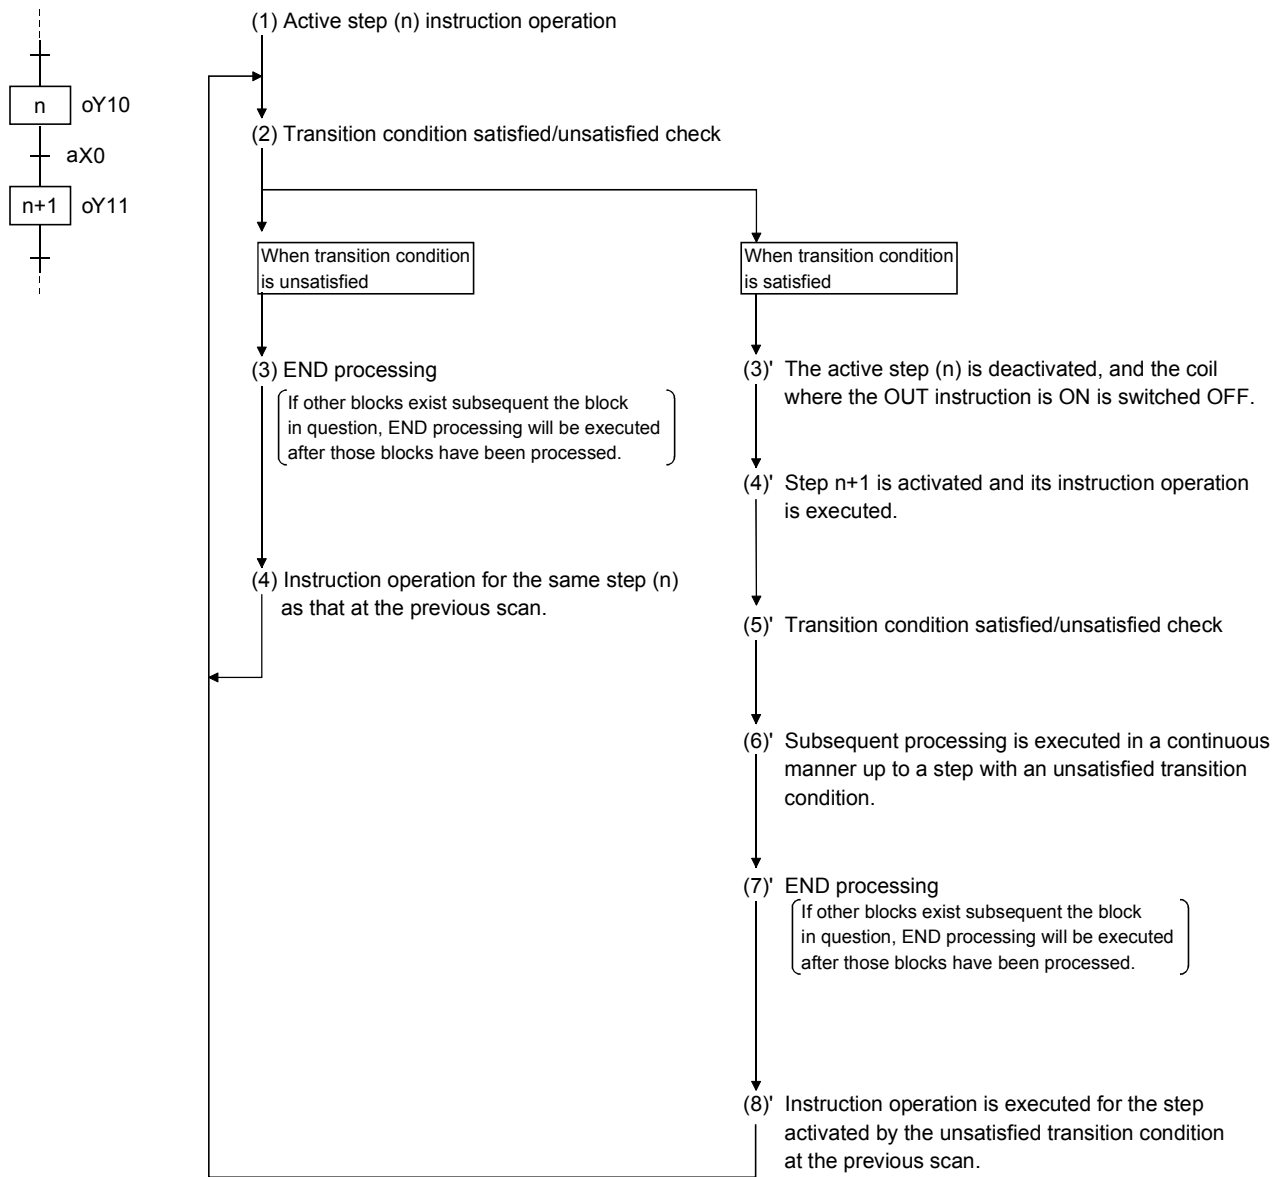 n
oY10
aX0
n+1
oY11
(1) Active step (n) instruction operation
(2) Transition condition satisfied/unsatisfied check
When transition condition
is unsatisfied
(3) END processing
If other blocks exist subsequent the block
in question, END processing will be executed
after those blocks have been processed.
(4) Instruction operation for the same step (n)
as that at the previous scan.
When transition condition
is satisfied
(3)' The active step (n) is deactivated, and the coil
where the OUT instruction is ON is switched OFF.
(4)' Step n+1 is activated and its instruction operation
is executed.
(5)' Transition condition satisfied/unsatisfied check
(6)' Subsequent processing is executed in a continuous
manner up to a step with an unsatisfied transition
condition.
(7)' END processing
If other blocks exist subsequent the block
in question, END processing will be executed
after those blocks have been processed.
(8)' Instruction operation is executed for the step
activated by the unsatisfied transition condition
at the previous scan.